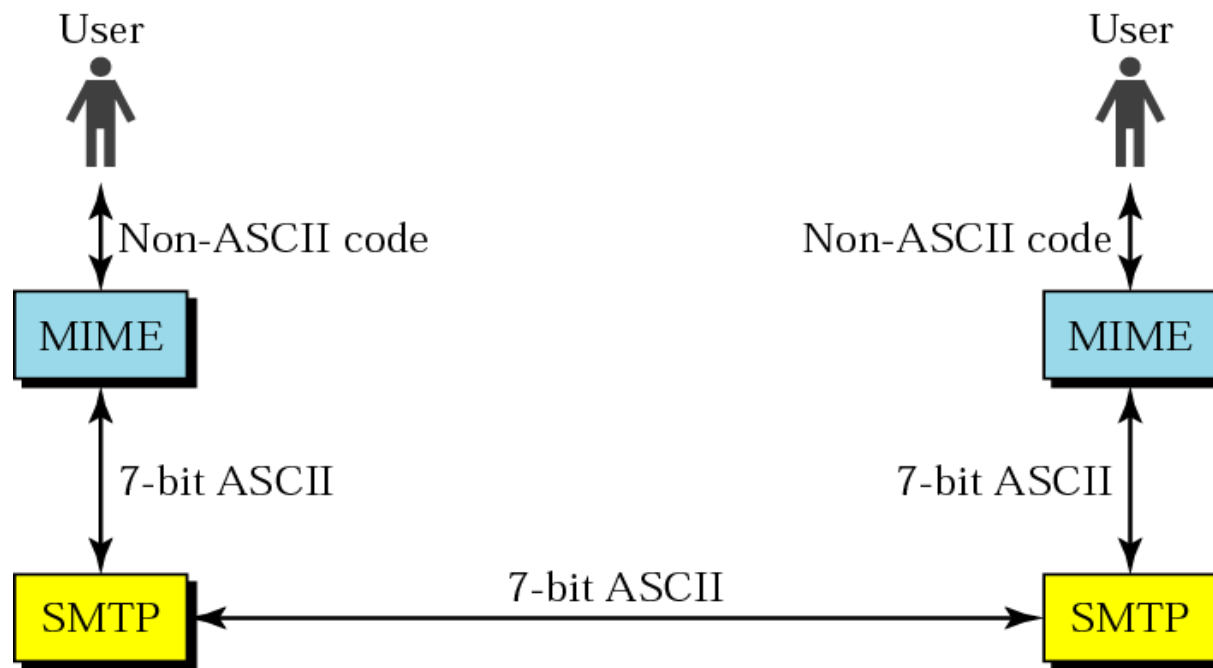 User
User
Non-ASCII code
Non-ASCII code
MIME
MIME
7-bit ASCII
7-bit ASCII
7-bit ASCII
SMTP
SMTP